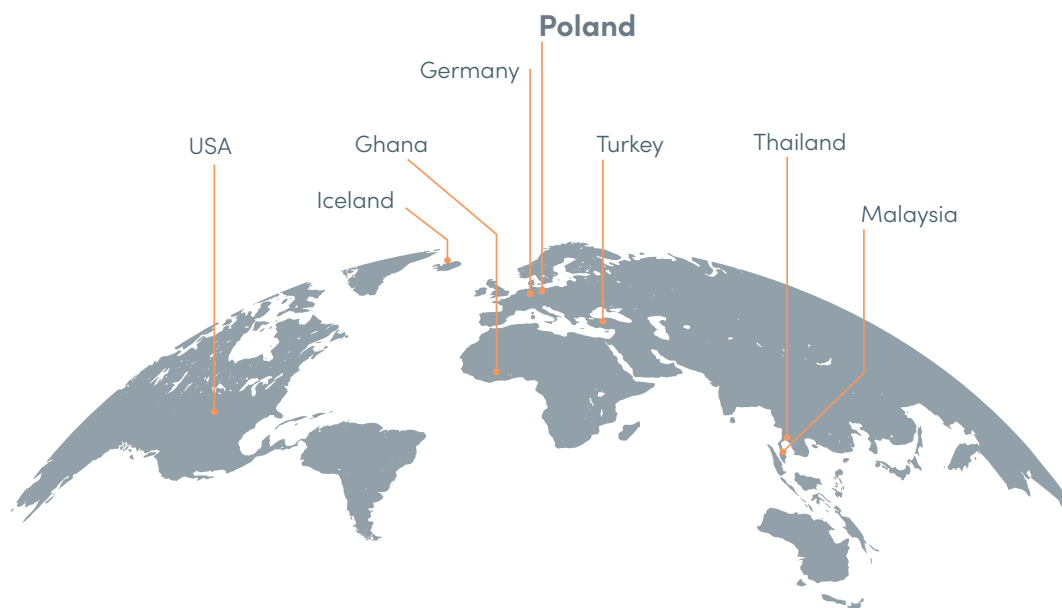 Poland
Germany
USA
Ghana
Turkey
Thailand
Iceland
Malaysia